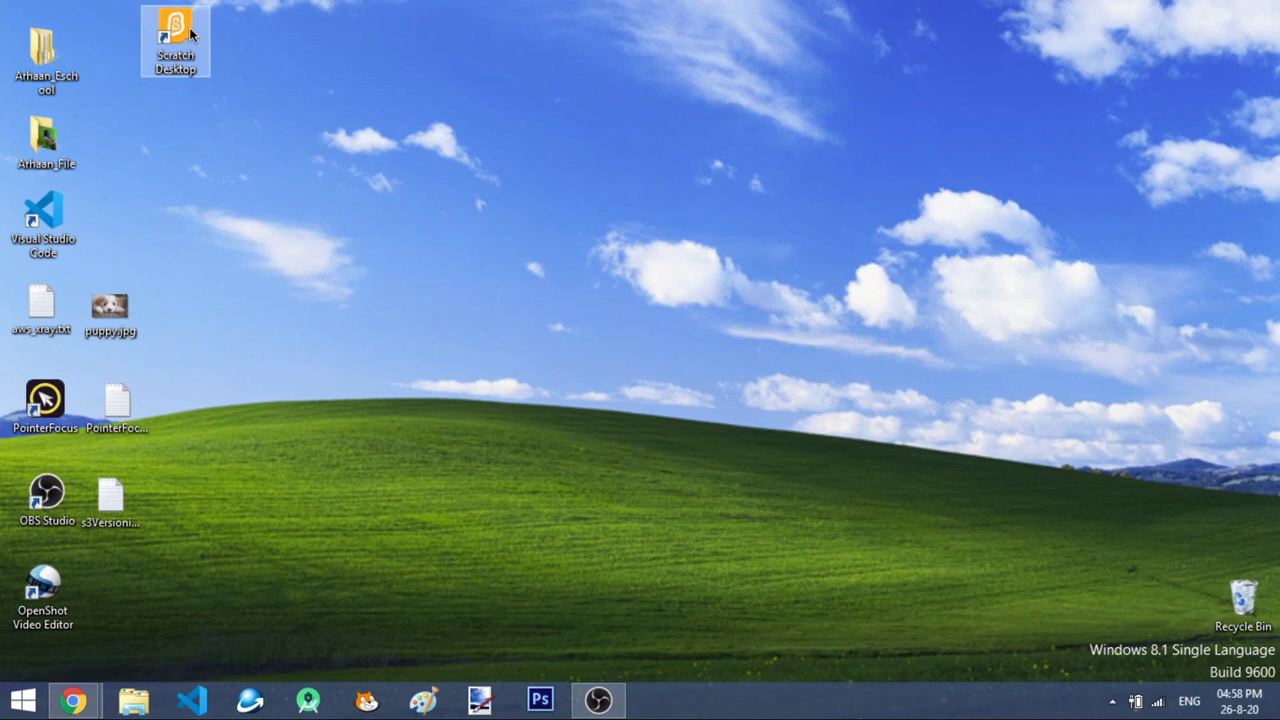 Scratch
Desktop
Arhaan_Esch
ool
Arhaan_File
Visual Studio
Code
aws_xray.txt
puppy.jpg
PointerFocus
PointerFoc...
OBS Studio
s3Versioni...
OpenShot
Video Editor
Recycle Bin
Windows 8.1 Single Language
Build 9600
Ps
ENG
04:58 PM
26-8-20